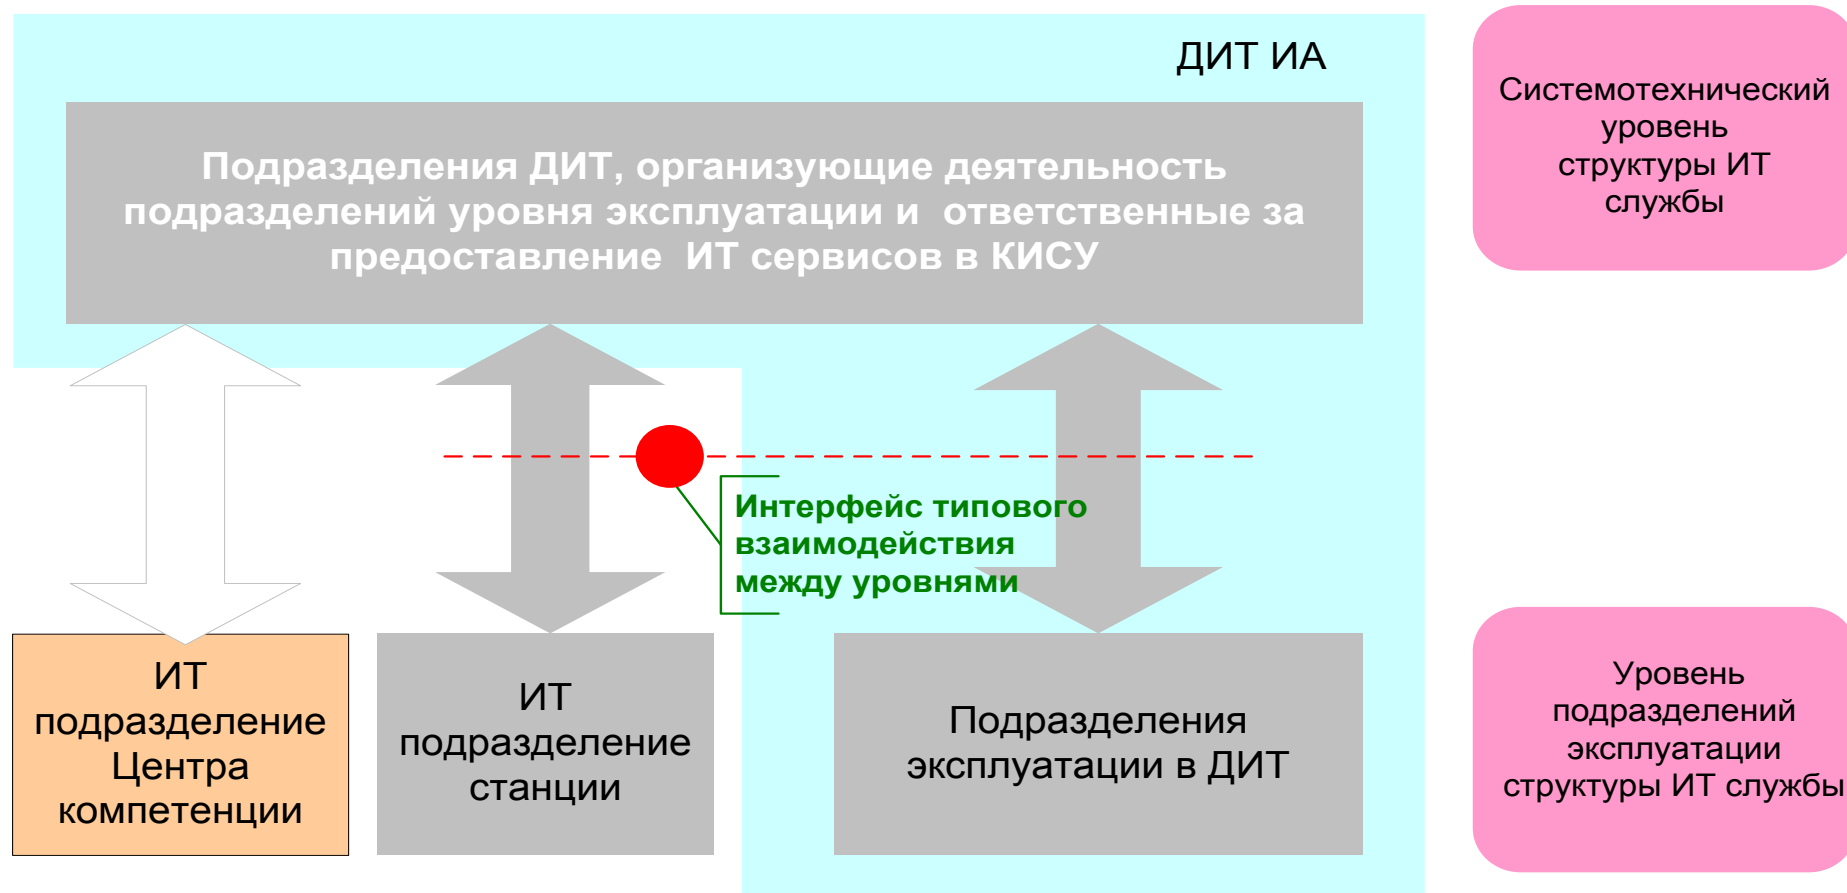 ДИТ ИА
Системотехнический
уровень
структуры ИТ
службы
Подразделения ДИТ, организующие деятельность
подразделений уровня эксплуатации и ответственные за
предоставление ИТ сервисов в КИСУ
Интерфейс типового
взаимодействия
между уровнями
ИТ
подразделение
Центра
компетенции
ИТ
подразделение
станции
Подразделения
эксплуатации в ДИТ
Уровень
подразделений
эксплуатации
структуры ИТ службы